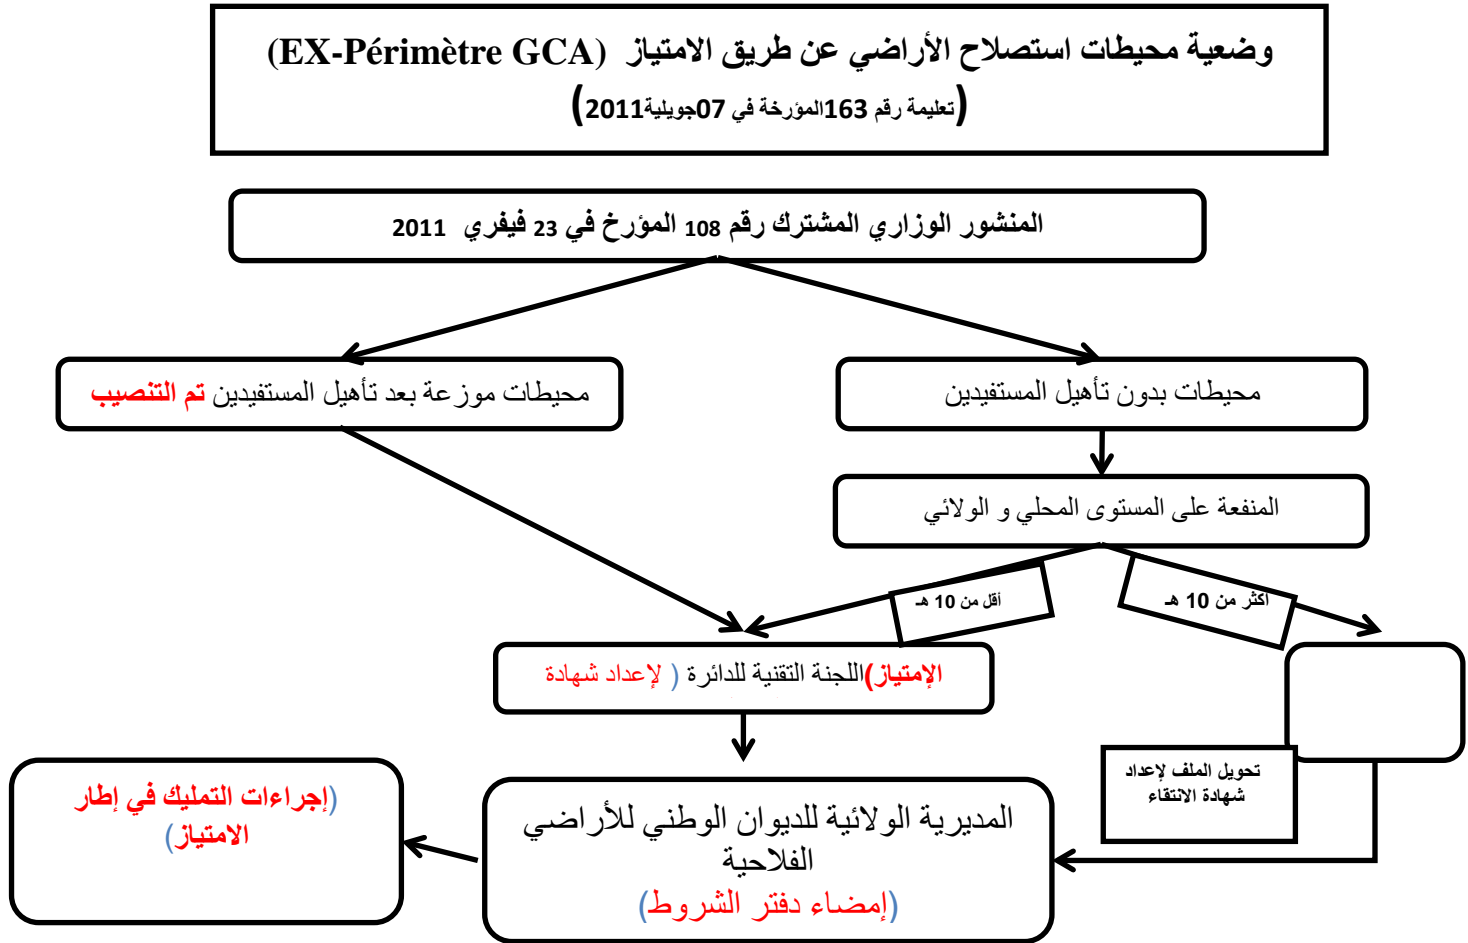 وضعية محيطات استصلاح الأراضي عن طريق الامتياز (EX-Périmètre GCA)
(تعليمة رقم 163المؤرخة في 07جويلية2011)
المنشور الوزاري المشترك رقم 108 المؤرخ في 23 فيفري 2011
محيطات بدون تأهيل المستفيدين
محيطات موزعة بعد تأهيل المستفيدين تم التنصيب
المنفعة على المستوى المحلي و الولائي
أكثر من 10 هـ
أقل من 10 هـ
اللجنة التقنية للدائرة ( لإعداد شهادة الإمتياز)
تحويل الملف لإعداد
شهادة الانتقاء
المديرية الولائية للديوان الوطني للأراضي
الفلاحية
(إمضاء دفتر الشروط)
(إجراءات التمليك في إطار
الامتياز)